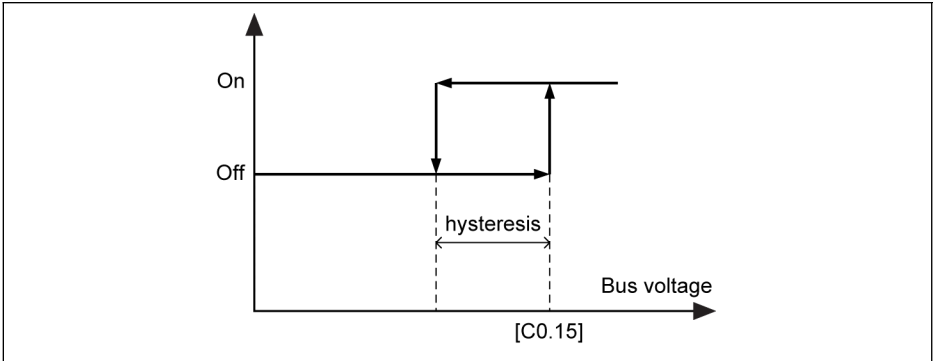 On
Off
hysteresis
Bus voltage
[C0.15]